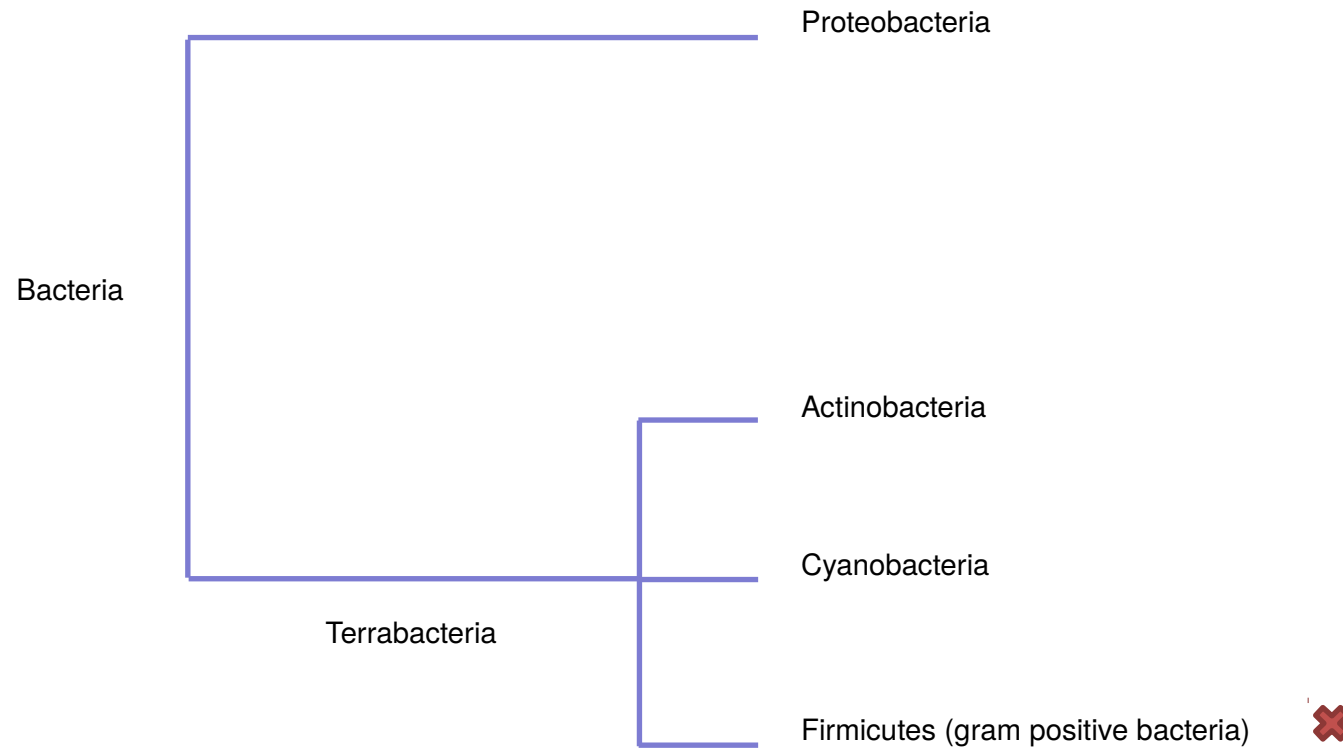 Proteobacteria
Bacteria
Actinobacteria
Cyanobacteria
Terrabacteria
Firmicutes (gram positive bacteria)